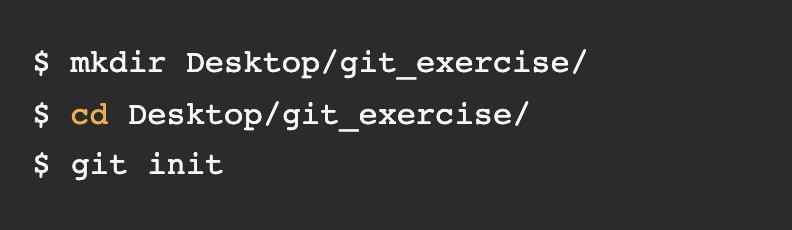 $ mkdir Desktop/git_exercise/
$ cd Desktop/git_exercise/
$ git init